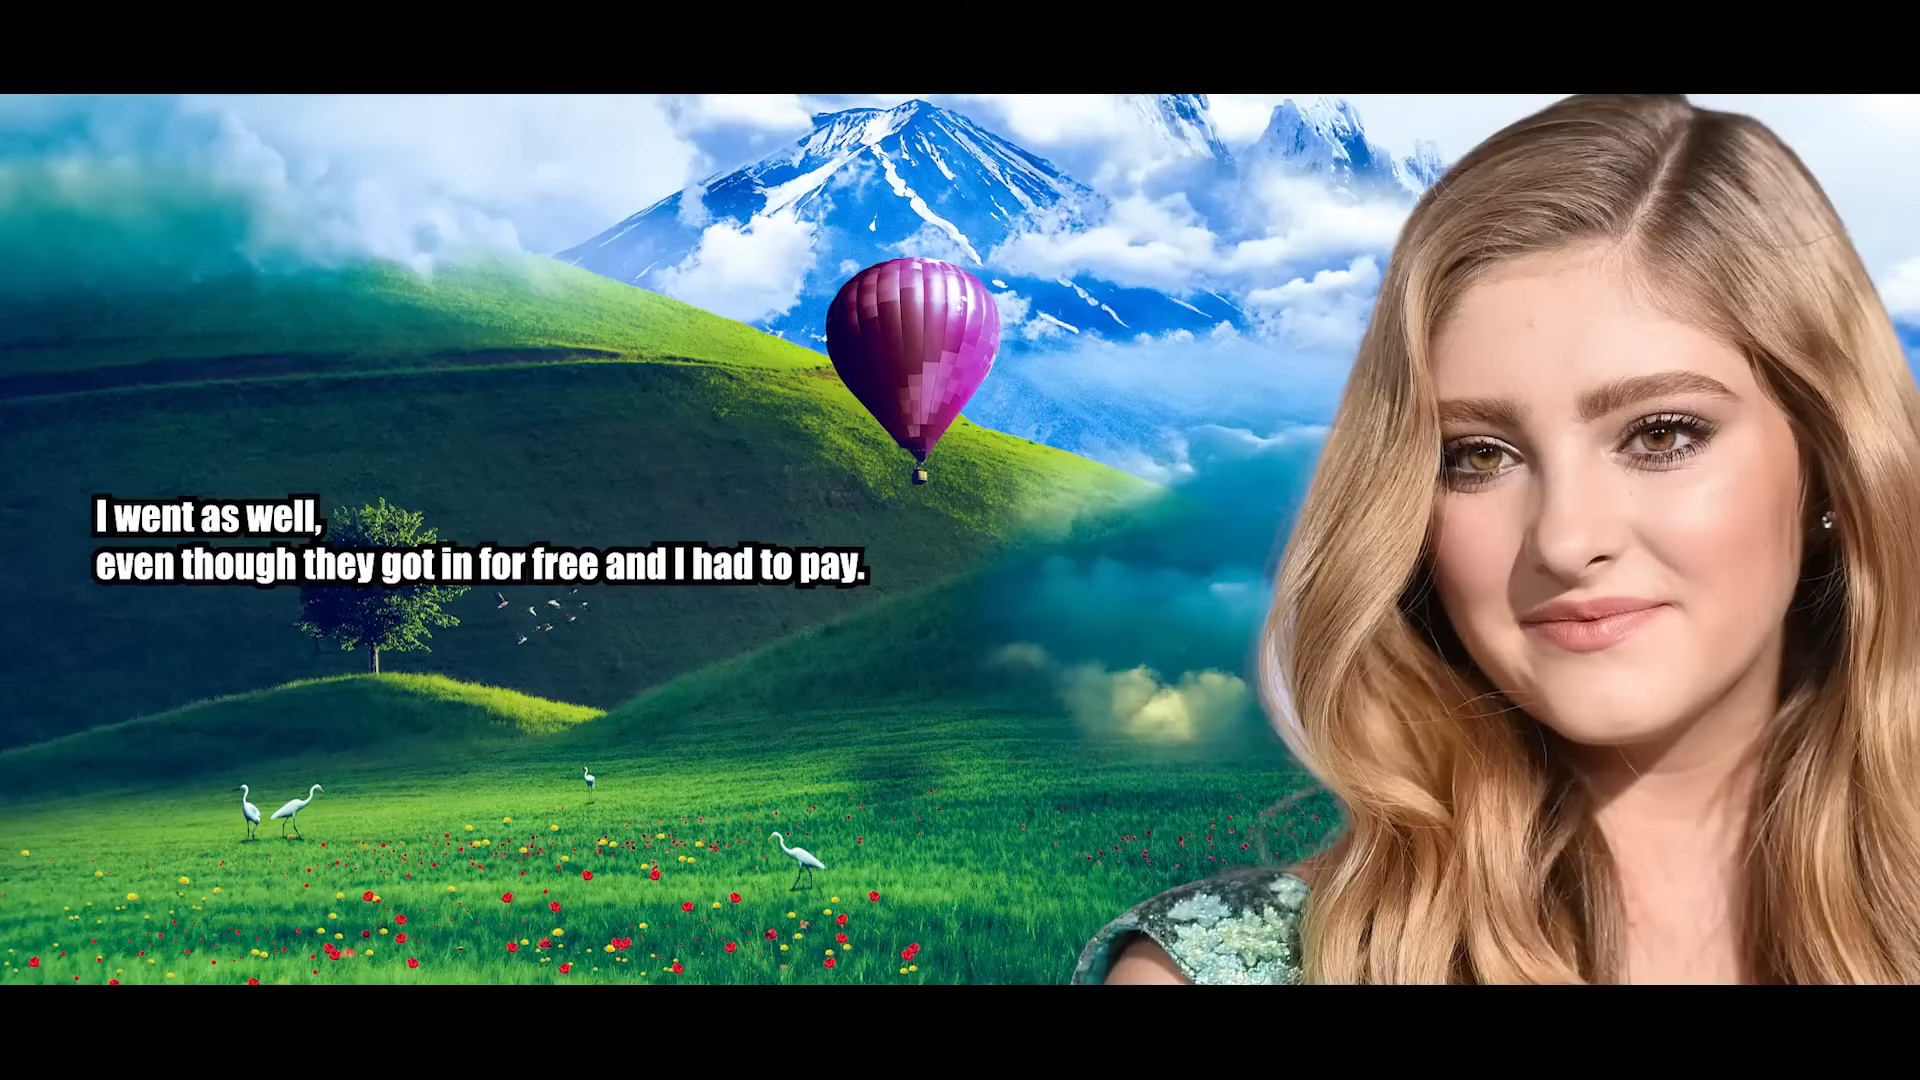 I went as well,
even though they got in for free and I had to pay.